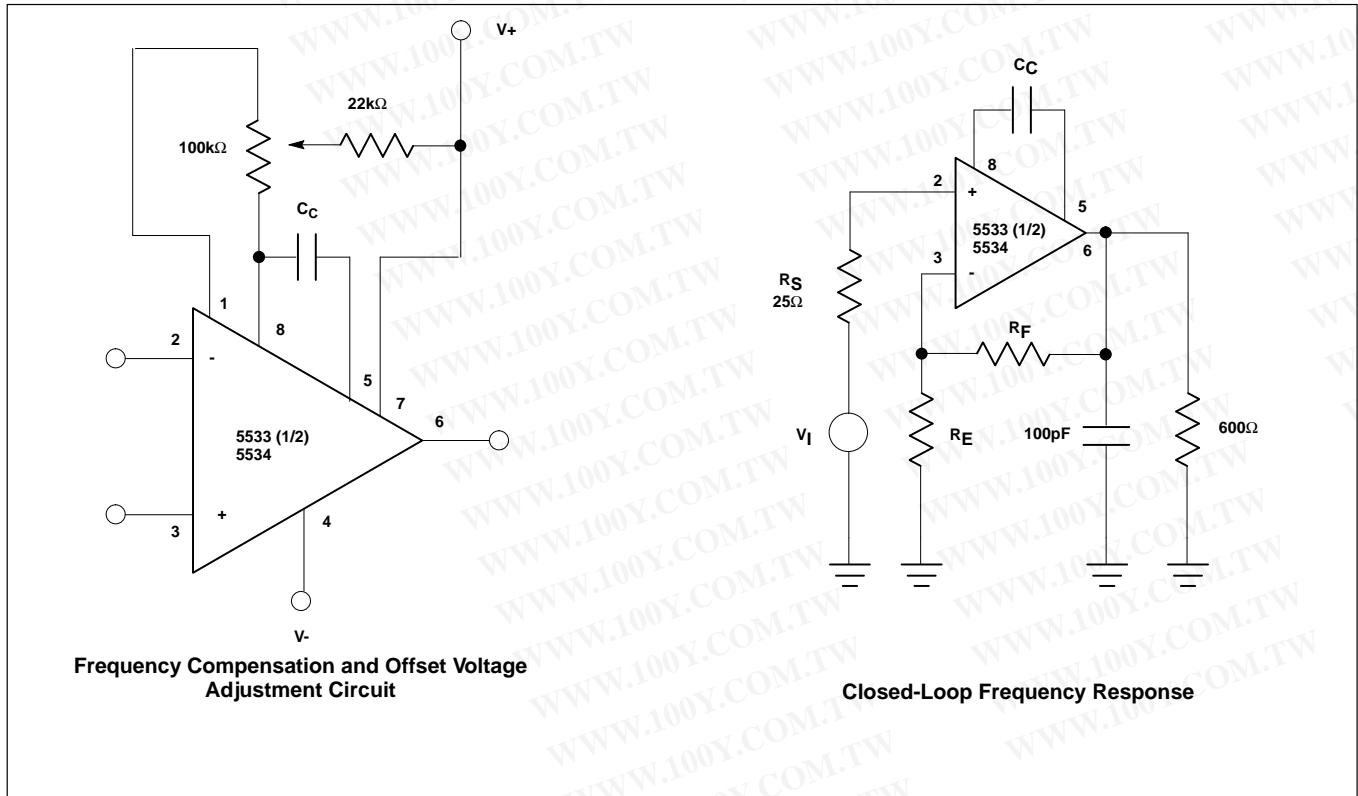 V+
22kΩ
100kΩ
CC
1
8
2
-
5
7
6
5533 (1/2)
5534
3
+
4
V-
Frequency Compensation and Offset Voltage
Adjustment Circuit
CC
8
2
+
5
5533 (1/2)
5534
6
3
-
RS
25Ω
RF
VI
RE
100pF
600Ω
Closed-Loop Frequency Response
WWW.100Y.COM.TW